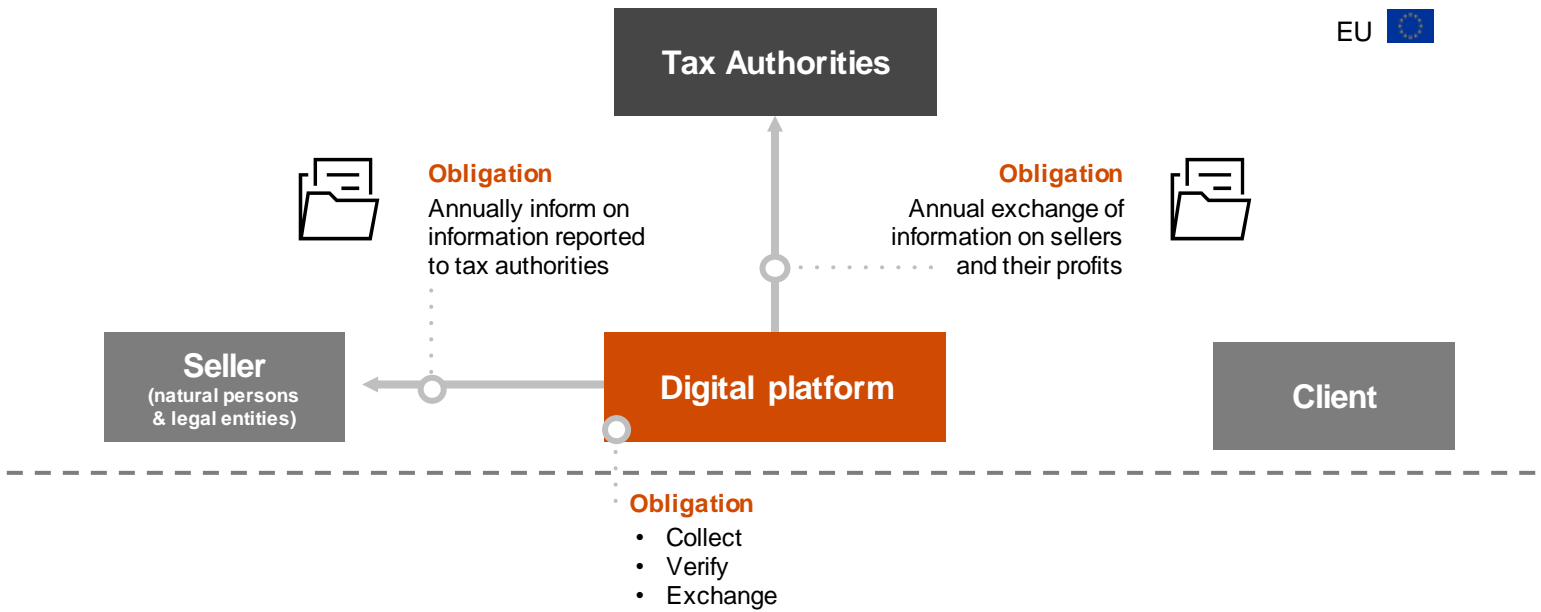 EU
Tax Authorities
Obligation
Annually inform on
information reported
to tax authorities
Obligation
Annual exchange of
information on sellers
and their profits
Seller
(natural persons
& legal entities)
Digital platform
Client
Obligation
• Collect
• Verify
• Exchange